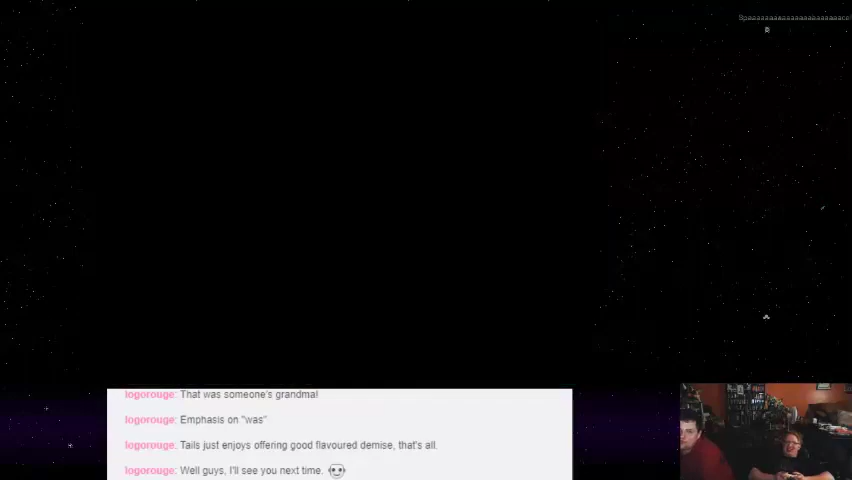 Spaaaaaaaaaaaaaaaaaaaaace!
logorouge: That was someone's grandma!
logorouge: Emphasis on "was"
logorouge: Tails just enjoys offering good flavoured demise, that's all.
logorouge: Well guys, I'll see you next time.